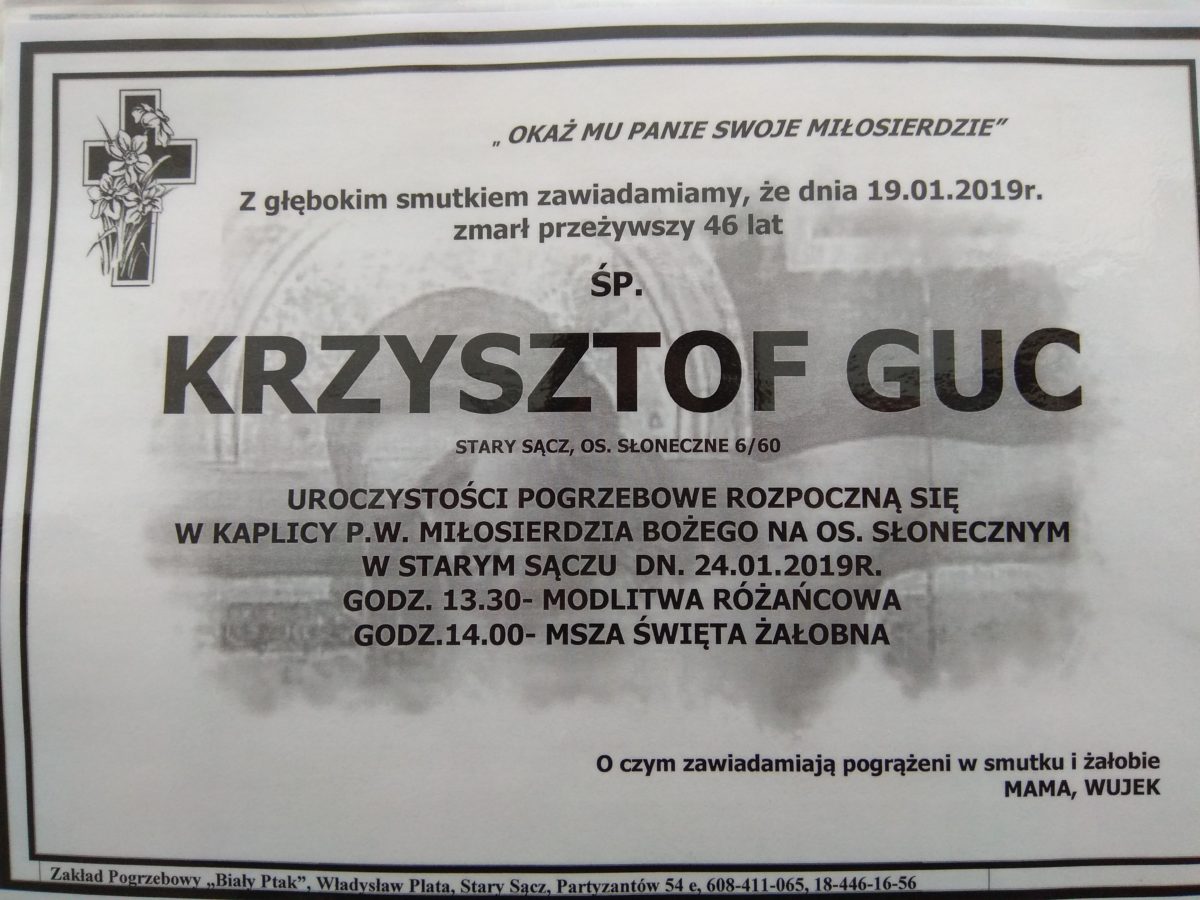 „ OKAŻ MU PANIE SWOJE MIŁOSIERDZIE”
Z głębokim smutkiem zawiadamiamy, że dnia 19.01.2019r.
zmarł przeżywszy 46 lat
ŚP.
KRZYSZTOF GUC
STARY SĄCZ, OS. SŁONECZNE 6/60
UROCZYSTOŚCI POGRZEBOWE ROZPOCZNĄ SIĘ
W KAPLICY P.W. MIŁOSIERDZIA BOŻEGO NA OS. SŁONECZNYM
W STARYM SĄCZU DN. 24.01.2019R.
GODZ. 13.30- MODLITWA RÓŻAŃCOWA
GODZ.14.00- MSZA ŚWIĘTA ŻAŁOBNA
O czym zawiadamiają pogrążeni w smutku i żałobie
MAMA, WUJEK
Zakład Pogrzebowy „Biały Ptak”, Władysław Plata, Stary Sącz, Partyzantów 54 e, 608-411-065, 18-446-16-56